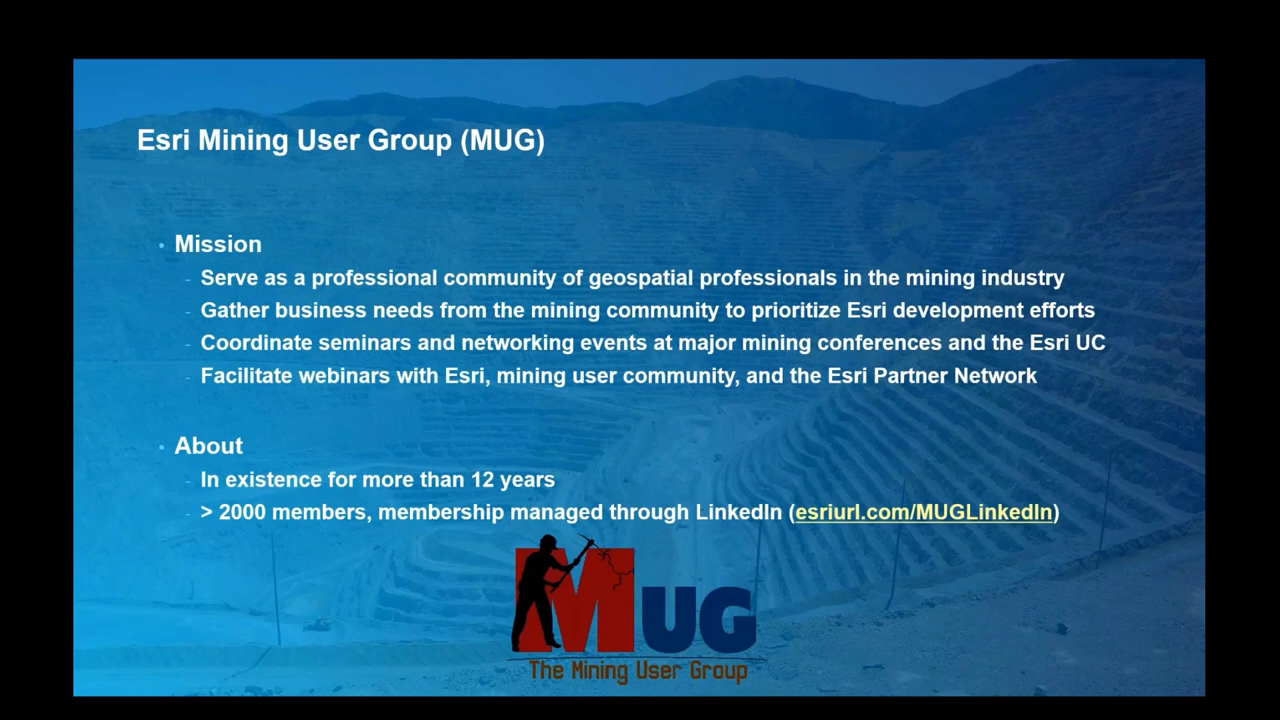 Esri Mining User Group (MUG)
• Mission
- Serve as a professional community of geospatial professionals in the mining industry
- Gather business needs from the mining community to prioritize Esri development efforts
- Coordinate seminars and networking events at major mining conferences and the Esri UC
- Facilitate webinars with Esri, mining user community, and the Esri Partner Network
• About
- In existence for more than 12 years
- > 2000 members, membership managed through LinkedIn (esriurl.com/MUGLinkedIn)
MUG
The Mining User Group